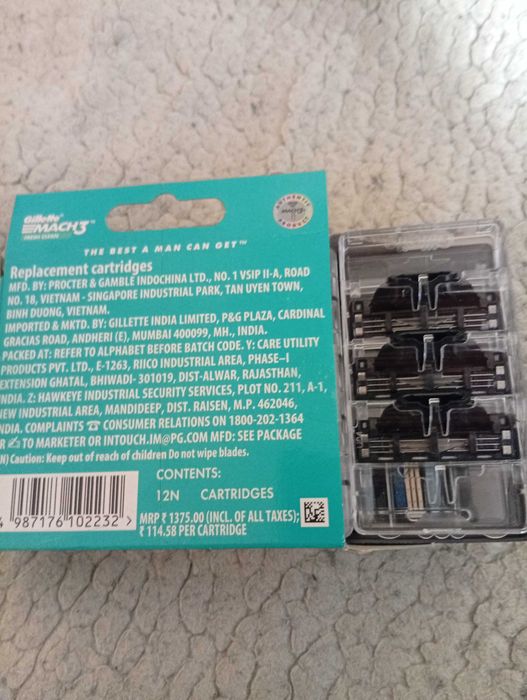 Gillette
MACH3™
FRESH CLEAN
AUTHENTIC
MACH3
PRODUCT
THE BEST A MAN CAN GET™
Replacement cartridges
MFD. BY: PROCTER & GAMBLE INDOCHINA LTD., NO. 1 VSIP II-A, ROAD
NO. 18, VIETNAM - SINGAPORE INDUSTRIAL PARK, TAN UYEN TOWN,
BINH DUONG, VIETNAM.
IMPORTED & MKTD. BY: GILLETTE INDIA LIMITED, P&G PLAZA, CARDINAL
GRACIAS ROAD, ANDHERI (E), MUMBAI 400099, MH., INDIA.
PACKED AT: REFER TO ALPHABET BEFORE BATCH CODE. Y: CARE UTILITY
PRODUCTS PVT. LTD., E-1263, RIICO INDUSTRIAL AREA, PHASE–I
EXTENSION GHATAL, BHIWADI- 301019, DIST-ALWAR, RAJASTHAN,
INDIA. Z: HAWKEYE INDUSTRIAL SECURITY SERVICES, PLOT NO. 211, A-1,
NEW INDUSTRIAL AREA, MANDIDEEP, DIST. RAISEN, M.P. 462046,
INDIA. COMPLAINTS ☎ CONSUMER RELATIONS ON 1800-202-1364
OR ✍ TO MARKETER OR INTOUCH.IM@PG.COM MFD: SEE PACKAGE
N) Caution: Keep out of reach of children Do not wipe blades.
CONTENTS:
12N CARTRIDGES
4 987176 102232 >
MRP ₹ 1375.00 (INCL. OF ALL TAXES);
₹ 114.58 PER CARTRIDGE